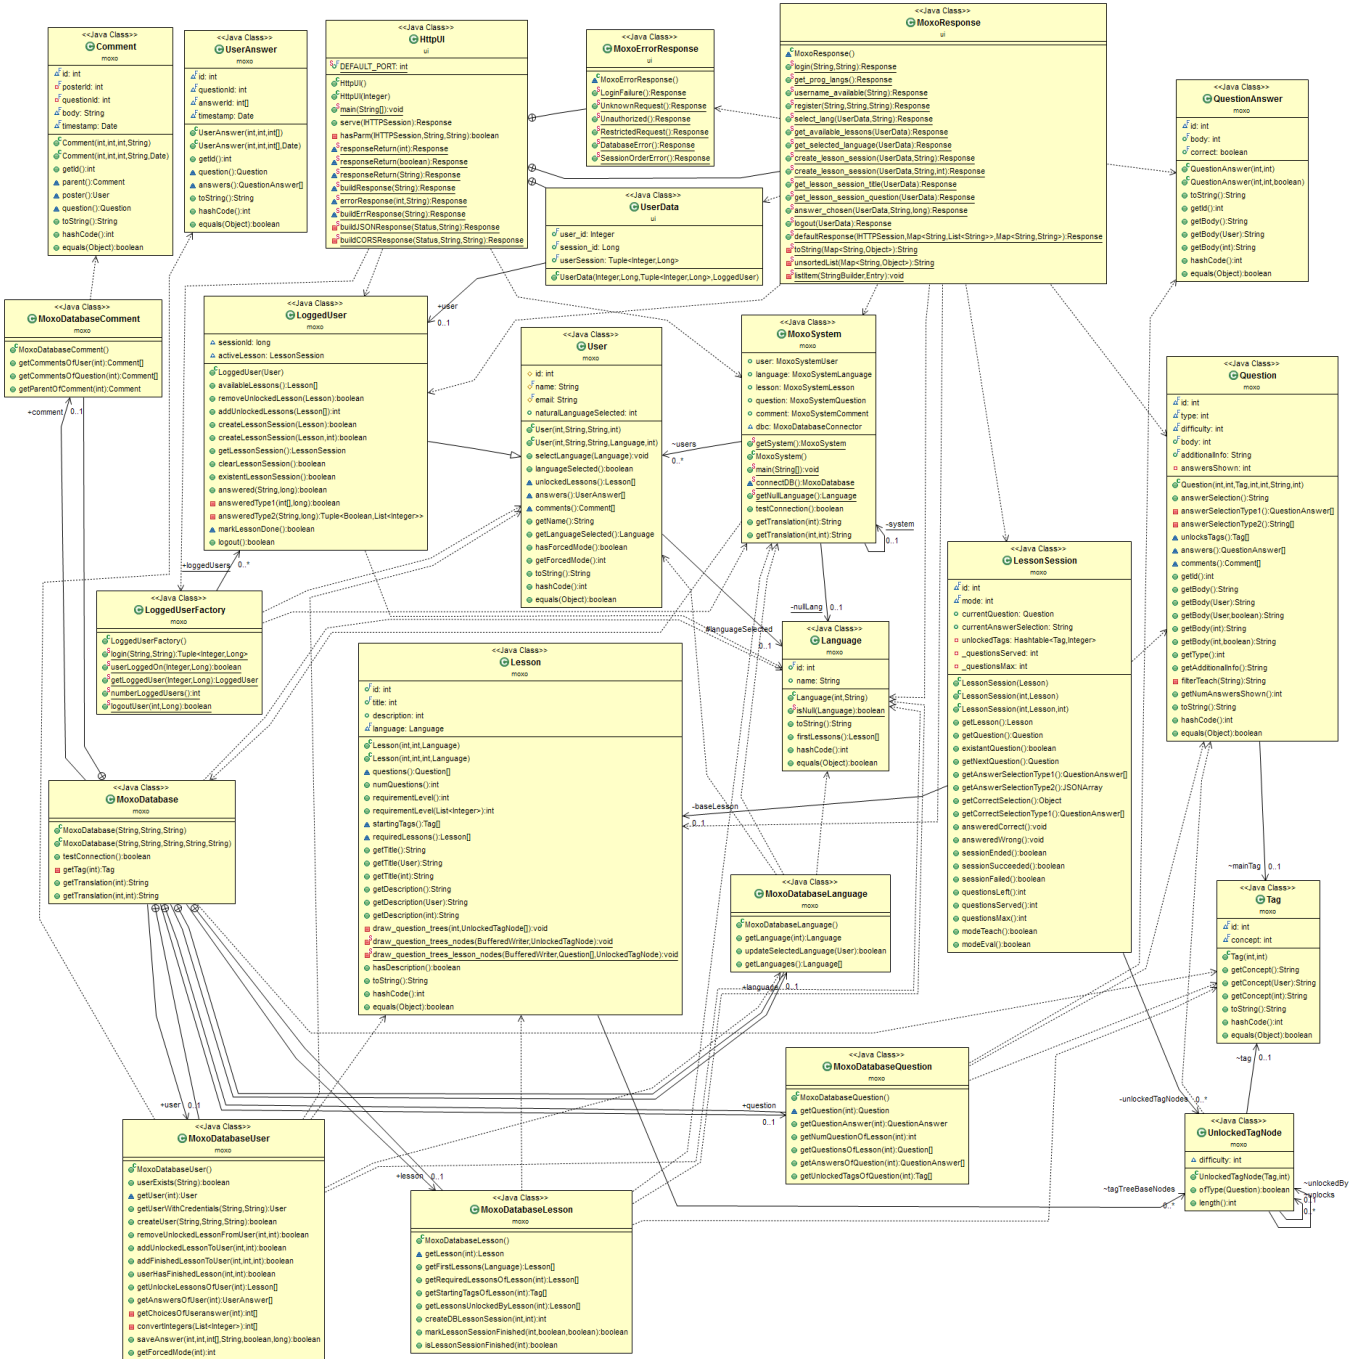 <<Java Class>>
Comment
moxo
id: int
posterId: int
questionId: int
body: String
timestamp: Date
Comment(int,int,int,String)
Comment(int,int,int,String,Date)
getId():int
parent():Comment
poster():User
question():Question
toString():String
hashCode():int
equals(Object):boolean
<<Java Class>>
UserAnswer
moxo
id: int
questionId: int
answerId: int[]
timestamp: Date
UserAnswer(int,int,int[])
UserAnswer(int,int,int[],Date)
getId():int
question():Question
answers():QuestionAnswer[]
toString():String
hashCode():int
equals(Object):boolean
<<Java Class>>
HttpUI
ui
DEFAULT_PORT: int
HttpUI()
HttpUI(Integer)
main(String[]):void
serve(IHTTPSession):Response
hasParm(IHTTPSession,String,String):boolean
responseReturn(int):Response
responseReturn(boolean):Response
responseReturn(String):Response
buildResponse(String):Response
errorResponse(int,String):Response
buildErrResponse(String):Response
buildJSONResponse(Status,String):Response
buildCORSResponse(Status,String,String):Response
<<Java Class>>
MoxoErrorResponse
ui
MoxoErrorResponse()
LoginFailure():Response
UnknownRequest():Response
Unauthorized():Response
RestrictedRequest():Response
DatabaseError():Response
SessionOrderError():Response
<<Java Class>>
UserData
ui
user_id: Integer
session_id: Long
userSession: Tuple<Integer,Long>
UserData(Integer,Long,Tuple<Integer,Long>,LoggedUser)
<<Java Class>>
MoxoResponse
ui
MoxoResponse()
login(String,String):Response
get_prog_langs():Response
username_available(String):Response
register(String,String,String):Response
select_lang(UserData,String):Response
get_available_lessons(UserData):Response
get_selected_language(UserData):Response
create_lesson_session(UserData,String):Response
create_lesson_session(UserData,String,int):Response
get_lesson_session_title(UserData):Response
get_lesson_session_question(UserData):Response
answer_chosen(UserData,String,long):Response
logout(UserData):Response
defaultResponse(IHTTPSession,Map<String,List<String>>,Map<String,String>):Response
toString(Map<String,Object>):String
unsortedList(Map<String,Object>):String
listItem(StringBuilder,Entry):void
<<Java Class>>
QuestionAnswer
moxo
id: int
body: int
correct: boolean
QuestionAnswer(int,int)
QuestionAnswer(int,int,boolean)
toString():String
getId():int
getBody():String
getBody(User):String
getBody(int):String
hashCode():int
equals(Object):boolean
<<Java Class>>
MoxoDatabaseComment
moxo
MoxoDatabaseComment()
getCommentsOfUser(int):Comment[]
getCommentsOfQuestion(int):Comment[]
getParentOfComment(int):Comment
+comment
0..1
<<Java Class>>
LoggedUser
moxo
sessionId: long
activeLesson: LessonSession
LoggedUser(User)
availableLessons():Lesson[]
removeUnlockedLesson(Lesson):boolean
addUnlockedLessons(Lesson[]):int
createLessonSession(Lesson):boolean
createLessonSession(Lesson,int):boolean
getLessonSession():LessonSession
clearLessonSession():boolean
existentLessonSession():boolean
answered(String,long):boolean
answeredType1(int[],long):boolean
answeredType2(String,long):Tuple<Boolean,List<Integer>>
markLessonDone():boolean
logout():boolean
+user
0..1
<<Java Class>>
User
moxo
id: int
name: String
email: String
naturalLanguageSelected: int
User(int,String,String,int)
User(int,String,String,Language,int)
selectLanguage(Language):void
languageSelected():boolean
unlockedLessons():Lesson[]
answers():UserAnswer[]
comments():Comment[]
getName():String
getLanguageSelected():Language
hasForcedMode():boolean
getForcedMode():int
toString():String
hashCode():int
equals(Object):boolean
~users
0..*
<<Java Class>>
MoxoSystem
moxo
user: MoxoSystemUser
language: MoxoSystemLanguage
lesson: MoxoSystemLesson
question: MoxoSystemQuestion
comment: MoxoSystemComment
dbc: MoxoDatabaseConnector
getSystem():MoxoSystem
MoxoSystem()
main(String[]):void
connectDB():MoxoDatabase
getNullLanguage():Language
testConnection():boolean
getTranslation(int):String
getTranslation(int,int):String
-system
0..1
<<Java Class>>
Question
moxo
id: int
type: int
difficulty: int
body: int
additionalInfo: String
answersShown: int
Question(int,int,Tag,int,int,String,int)
answerSelection():String
answerSelectionType1():QuestionAnswer[]
answerSelectionType2():String[]
unlocksTags():Tag[]
answers():QuestionAnswer[]
comments():Comment[]
getId():int
getBody():String
getBody(User):String
getBody(User,boolean):String
getBody(int):String
getBody(int,boolean):String
getType():int
getAdditionalInfo():String
filterTeach(String):String
getNumAnswersShown():int
toString():String
hashCode():int
equals(Object):boolean
+loggedUsers
0..*
<<Java Class>>
LoggedUserFactory
moxo
LoggedUserFactory()
login(String,String):Tuple<Integer,Long>
userLoggedOn(Integer,Long):boolean
getLoggedUser(Integer,Long):LoggedUser
numberLoggedUsers():int
logoutUser(int,Long):boolean
<<Java Class>>
Lesson
moxo
id: int
title: int
description: int
language: Language
Lesson(int,int,Language)
Lesson(int,int,int,Language)
questions():Question[]
numQuestions():int
requirementLevel():int
requirementLevel(List<Integer>):int
startingTags():Tag[]
requiredLessons():Lesson[]
getTitle():String
getTitle(User):String
getTitle(int):String
getDescription():String
getDescription(User):String
getDescription(int):String
draw_question_trees(int,UnlockedTagNode[]):void
draw_question_trees_nodes(BufferedWriter,UnlockedTagNode):void
draw_question_trees_lesson_nodes(BufferedWriter,Question[],UnlockedTagNode):void
hasDescription():boolean
toString():String
hashCode():int
equals(Object):boolean
-nullLang
0..1
#languageSelected
0..1
<<Java Class>>
Language
moxo
id: int
name: String
Language(int,String)
isNull(Language):boolean
toString():String
firstLessons():Lesson[]
hashCode():int
equals(Object):boolean
<<Java Class>>
LessonSession
moxo
id: int
mode: int
currentQuestion: Question
currentAnswerSelection: String
unlockedTags: Hashtable<Tag,Integer>
_questionsServed: int
_questionsMax: int
LessonSession(Lesson)
LessonSession(int,Lesson)
LessonSession(int,Lesson,int)
getLesson():Lesson
getQuestion():Question
existantQuestion():boolean
getNextQuestion():Question
getAnswerSelectionType1():QuestionAnswer[]
getAnswerSelectionType2():JSONArray
getCorrectSelection():Object
getCorrectSelectionType1():QuestionAnswer[]
answeredCorrect():void
answeredWrong():void
sessionEnded():boolean
sessionSucceeded():boolean
sessionFailed():boolean
questionsLeft():int
questionsServed():int
questionsMax():int
modeTeach():boolean
modeEval():boolean
-baseLesson
0..1
<<Java Class>>
MoxoDatabase
moxo
MoxoDatabase(String,String,String)
MoxoDatabase(String,String,String,String,String)
testConnection():boolean
getTag(int):Tag
getTranslation(int):String
getTranslation(int,int):String
~mainTag
0..1
<<Java Class>>
Tag
moxo
id: int
concept: int
Tag(int,int)
getConcept():String
getConcept(User):String
getConcept(int):String
toString():String
hashCode():int
equals(Object):boolean
<<Java Class>>
MoxoDatabaseLanguage
moxo
MoxoDatabaseLanguage()
getLanguage(int):Language
updateSelectedLanguage(User):boolean
getLanguages():Language[]
+language
0..1
<<Java Class>>
MoxoDatabaseQuestion
moxo
MoxoDatabaseQuestion()
getQuestion(int):Question
getQuestionAnswer(int):QuestionAnswer
getNumQuestionOfLesson(int):int
getQuestionsOfLesson(int):Question[]
getAnswersOfQuestion(int):QuestionAnswer[]
getUnlockedTagsOfQuestion(int):Tag[]
+question
0..1
~tag
0..1
-unlockedTagNodes
0..*
<<Java Class>>
UnlockedTagNode
moxo
difficulty: int
UnlockedTagNode(Tag,int)
ofType(Question):boolean
length():int
~unlockedBy
0..1
0..*
~tagTreeBaseNodes
0..*
+user
0..1
<<Java Class>>
MoxoDatabaseUser
moxo
MoxoDatabaseUser()
userExists(String):boolean
getUser(int):User
getUserWithCredentials(String,String):User
createUser(String,String,String):boolean
removeUnlockedLessonFromUser(int,int):boolean
addUnlockedLessonToUser(int,int):boolean
addFinishedLessonToUser(int,int,int):boolean
userHasFinishedLesson(int,int):boolean
getUnlockeLessonsOfUser(int):Lesson[]
getAnswersOfUser(int):UserAnswer[]
getChoicesOfUseranswer(int):int[]
convertIntegers(List<Integer>):int[]
saveAnswer(int,int,int[],String,boolean,long):boolean
getForcedMode(int):int
+lesson
0..1
<<Java Class>>
MoxoDatabaseLesson
moxo
MoxoDatabaseLesson()
getLesson(int):Lesson
getFirstLessons(Language):Lesson[]
getRequiredLessonsOfLesson(int):Lesson[]
getStartingTagsOfLesson(int):Tag[]
getLessonsUnlockedByLesson(int):Lesson[]
createDBLessonSession(int,int):int
markLessonSessionFinished(int,boolean,boolean):boolean
isLessonSessionFinished(int):boolean